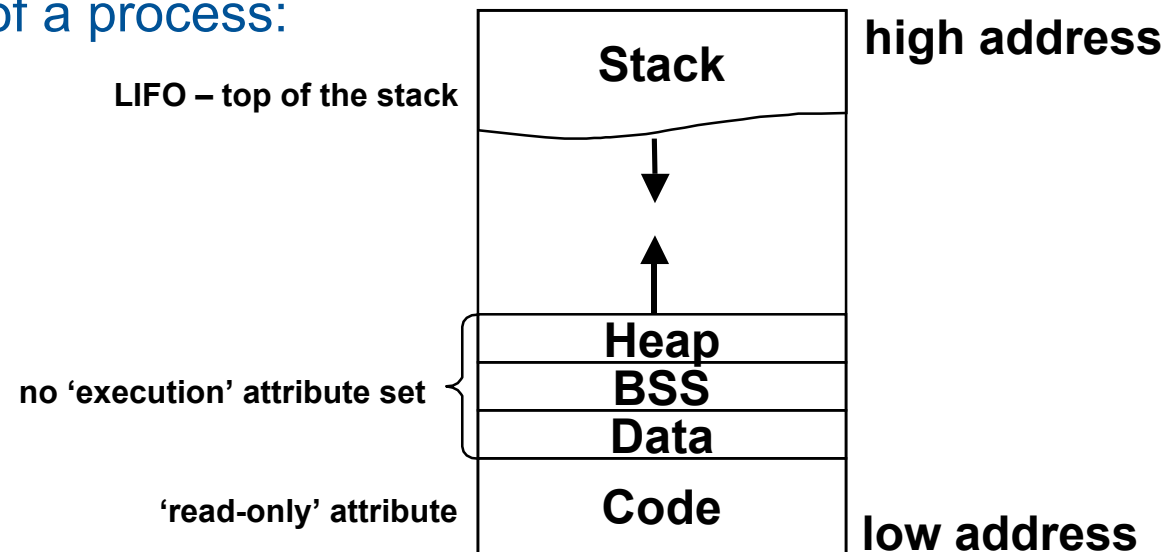 of a process:
Stack
high address
LIFO – top of the stack
Heap
no ‘execution’ attribute set
BSS
Data
‘read-only’ attribute
Code
low address